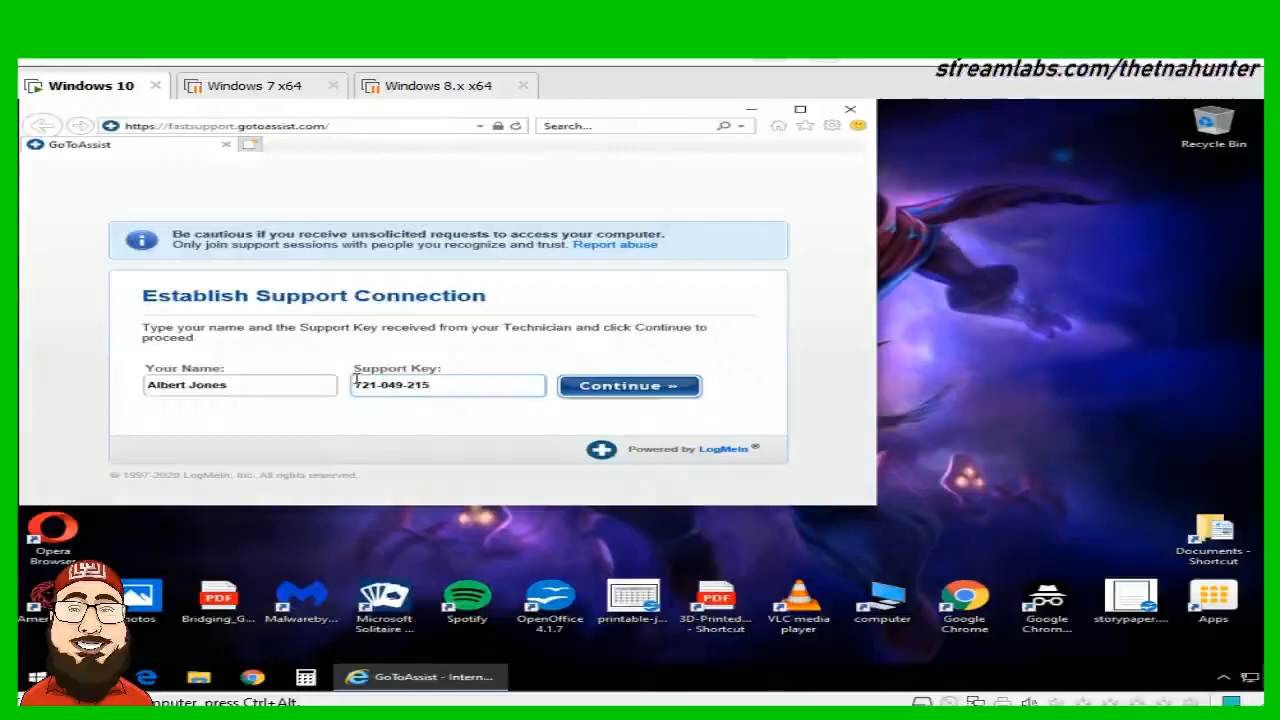 streamlabs.com/thetnahunter
Windows 10
Windows 7 x64
Windows 8.x x64
https://fastsupport.gotoassist.com/
Search...
GoToAssist
Recycle Bin
Be cautious if you receive unsolicited requests to access your computer.
Only join support sessions with people you recognize and trust. Report abuse
Establish Support Connection
Type your name and the Support Key received from your Technician and click Continue to
proceed.
Your Name:
Support Key:
Albert Jones
721-049-215
Continue »
Powered by LogMeIn ®
© 1997-2020 LogMeIn, Inc. All rights reserved.
Opera
Browser
Documents -
Shortcut
PDF
PDF
Bridging_G...
Malwareby...
Microsoft
Solitaire ...
Spotify
OpenOffice
4.1.7
printable-j...
3D-Printed...
- Shortcut
VLC media
player
computer
Google
Chrome
Google
Chrom...
storypaper....
Apps
GoToAssist - Intern...
press Ctrl+Alt.